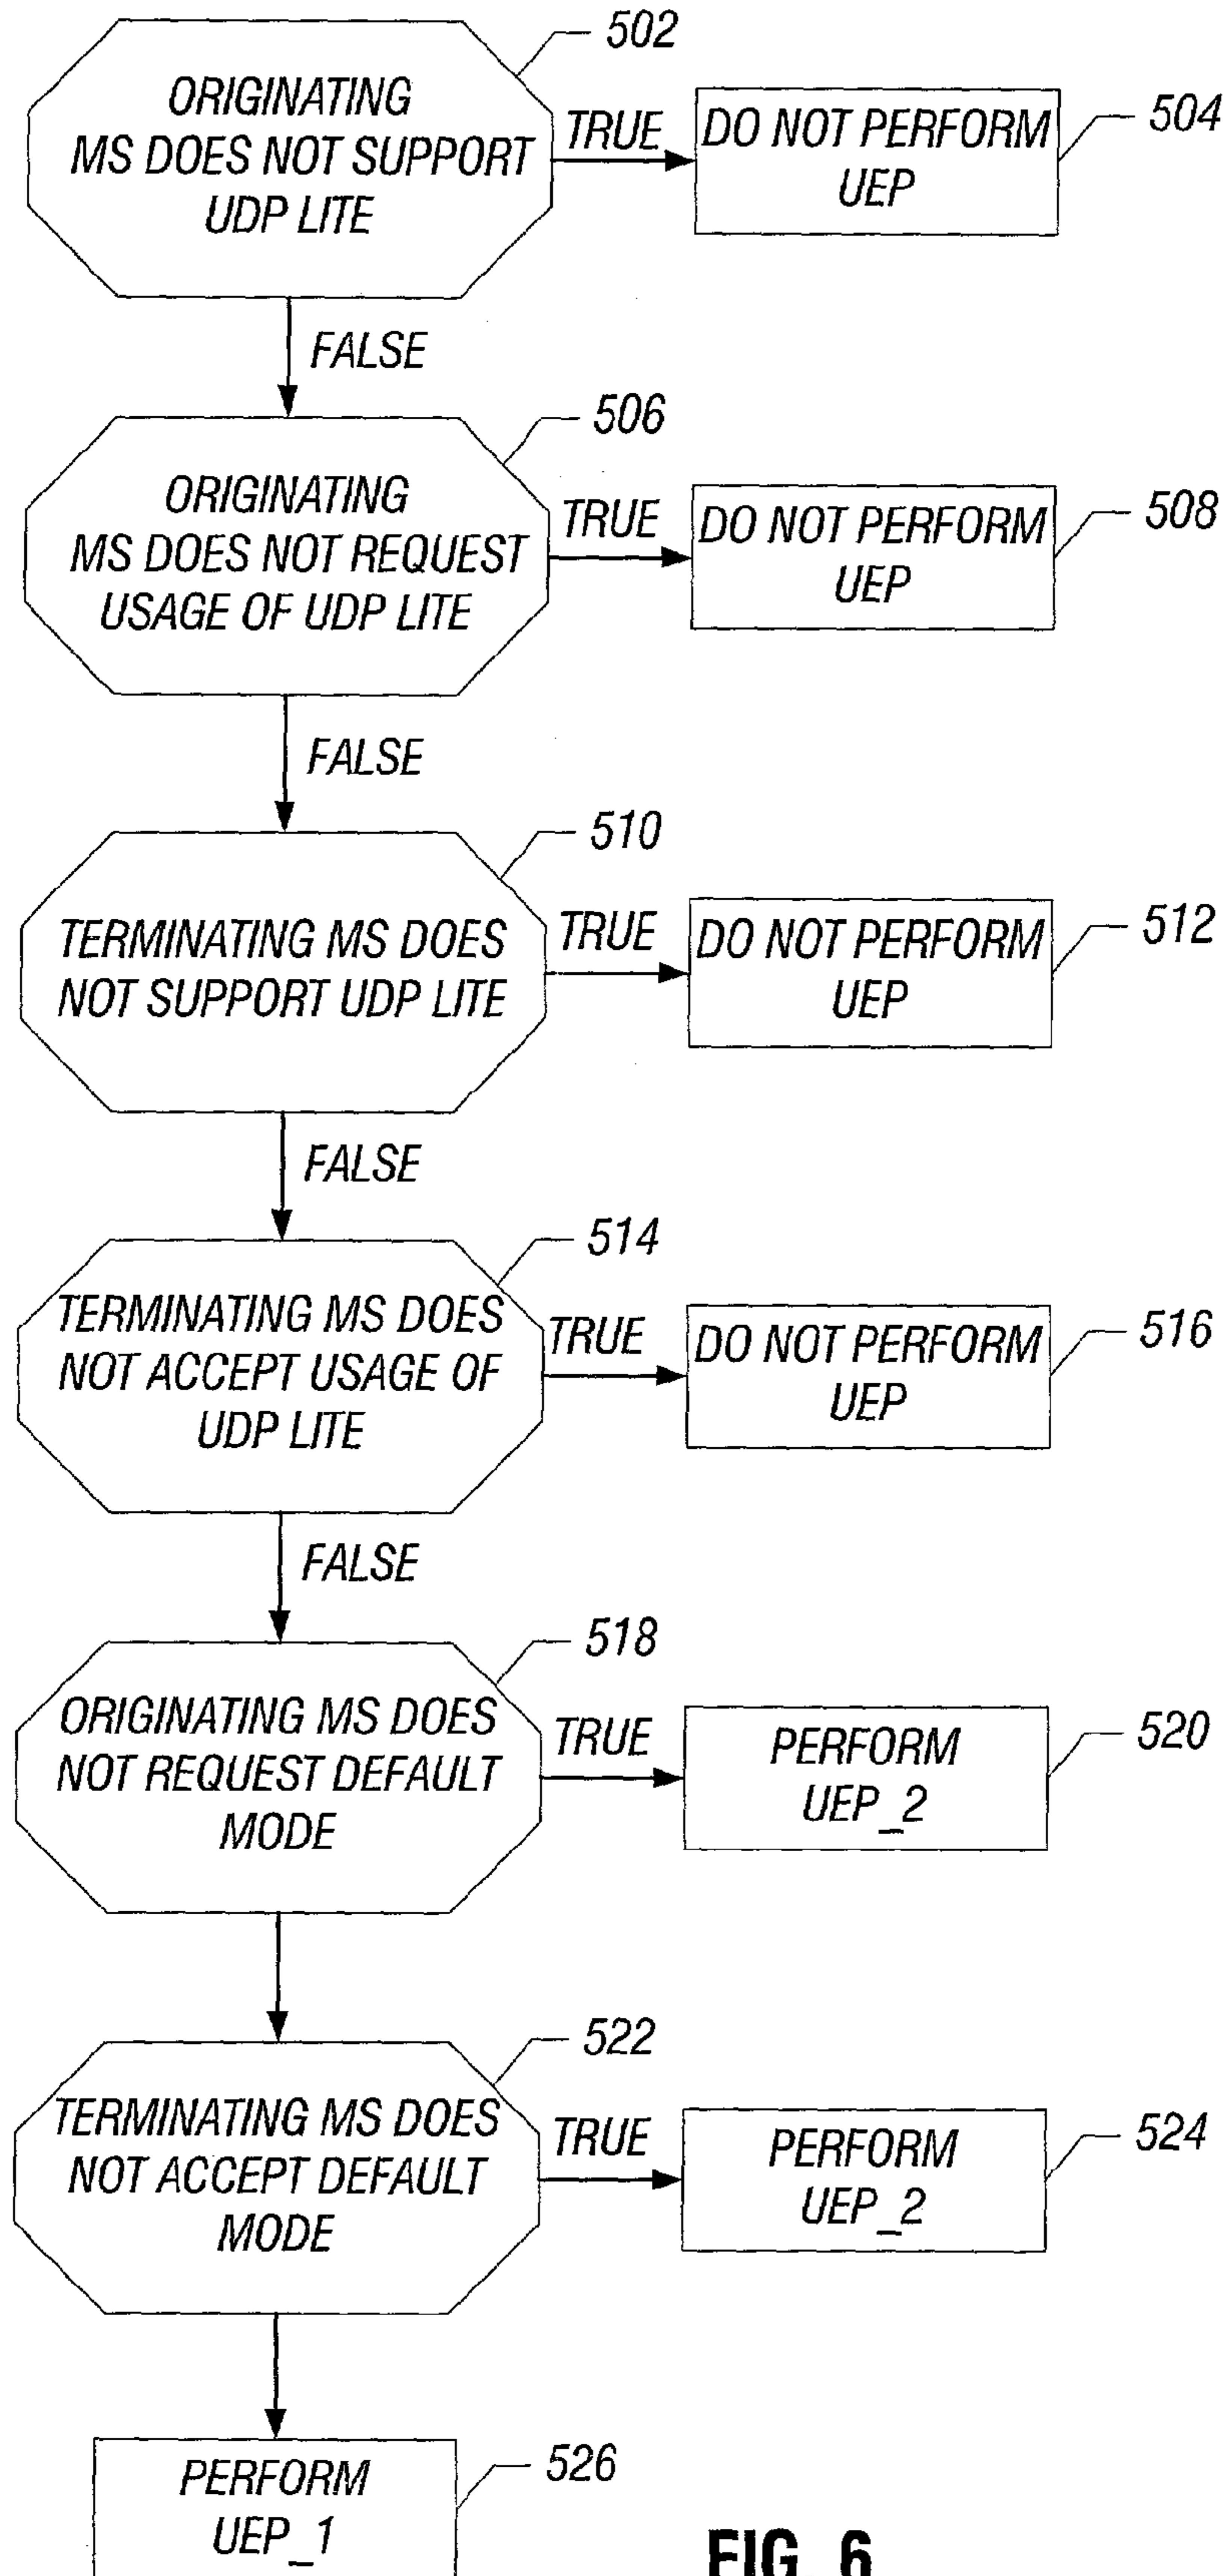 502
ORIGINATING
MS DOES NOT SUPPORT
UDP LITE
TRUE
DO NOT PERFORM
UEP
504
FALSE
506
ORIGINATING
MS DOES NOT REQUEST
USAGE OF UDP LITE
TRUE
DO NOT PERFORM
UEP
508
FALSE
510
TERMINATING MS DOES
NOT SUPPORT UDP LITE
TRUE
DO NOT PERFORM
UEP
512
FALSE
514
TERMINATING MS DOES
NOT ACCEPT USAGE OF
UDP LITE
TRUE
DO NOT PERFORM
UEP
516
FALSE
518
ORIGINATING MS DOES
NOT REQUEST DEFAULT
MODE
TRUE
PERFORM
UEP_2
520
522
TERMINATING MS DOES
NOT ACCEPT DEFAULT
MODE
TRUE
PERFORM
UEP_2
524
PERFORM
UEP_1
526
FIG. 6